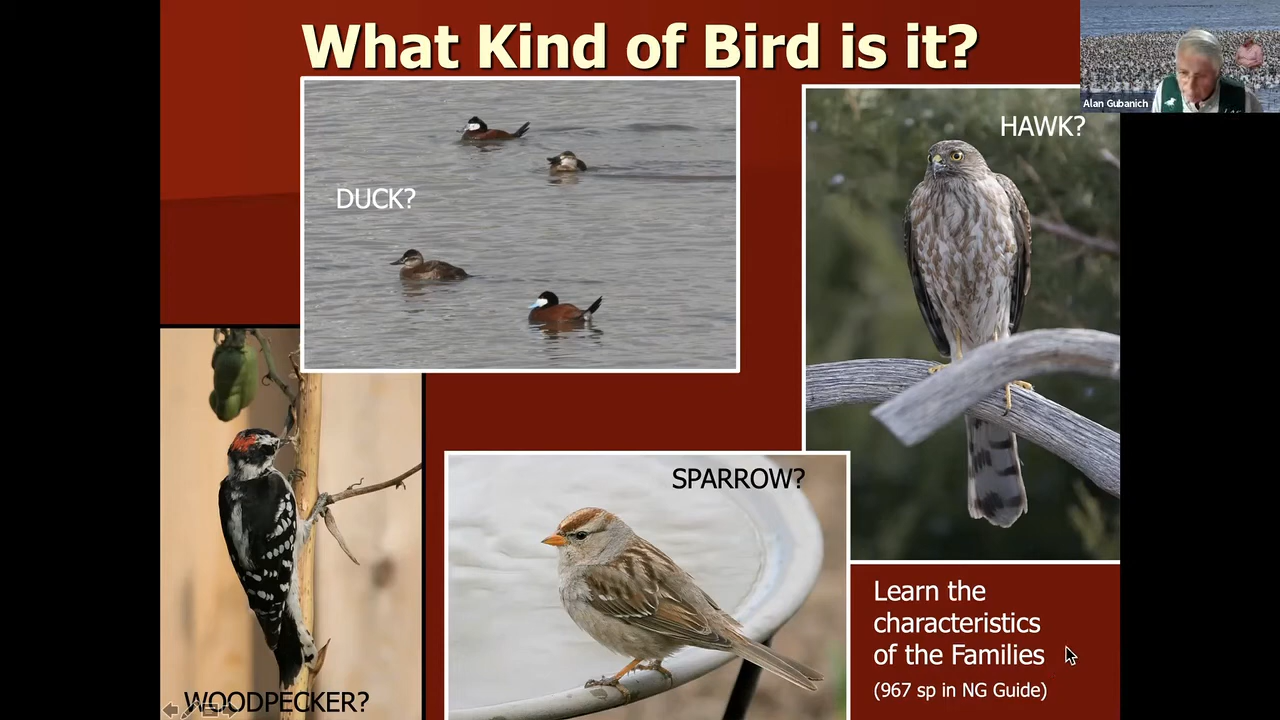 What Kind of Bird is it?
Alan Gubanich
HAWK?
DUCK?
SPARROW?
WOODPECKER?
Learn the
characteristics
of the Families
(967 sp in NG Guide)